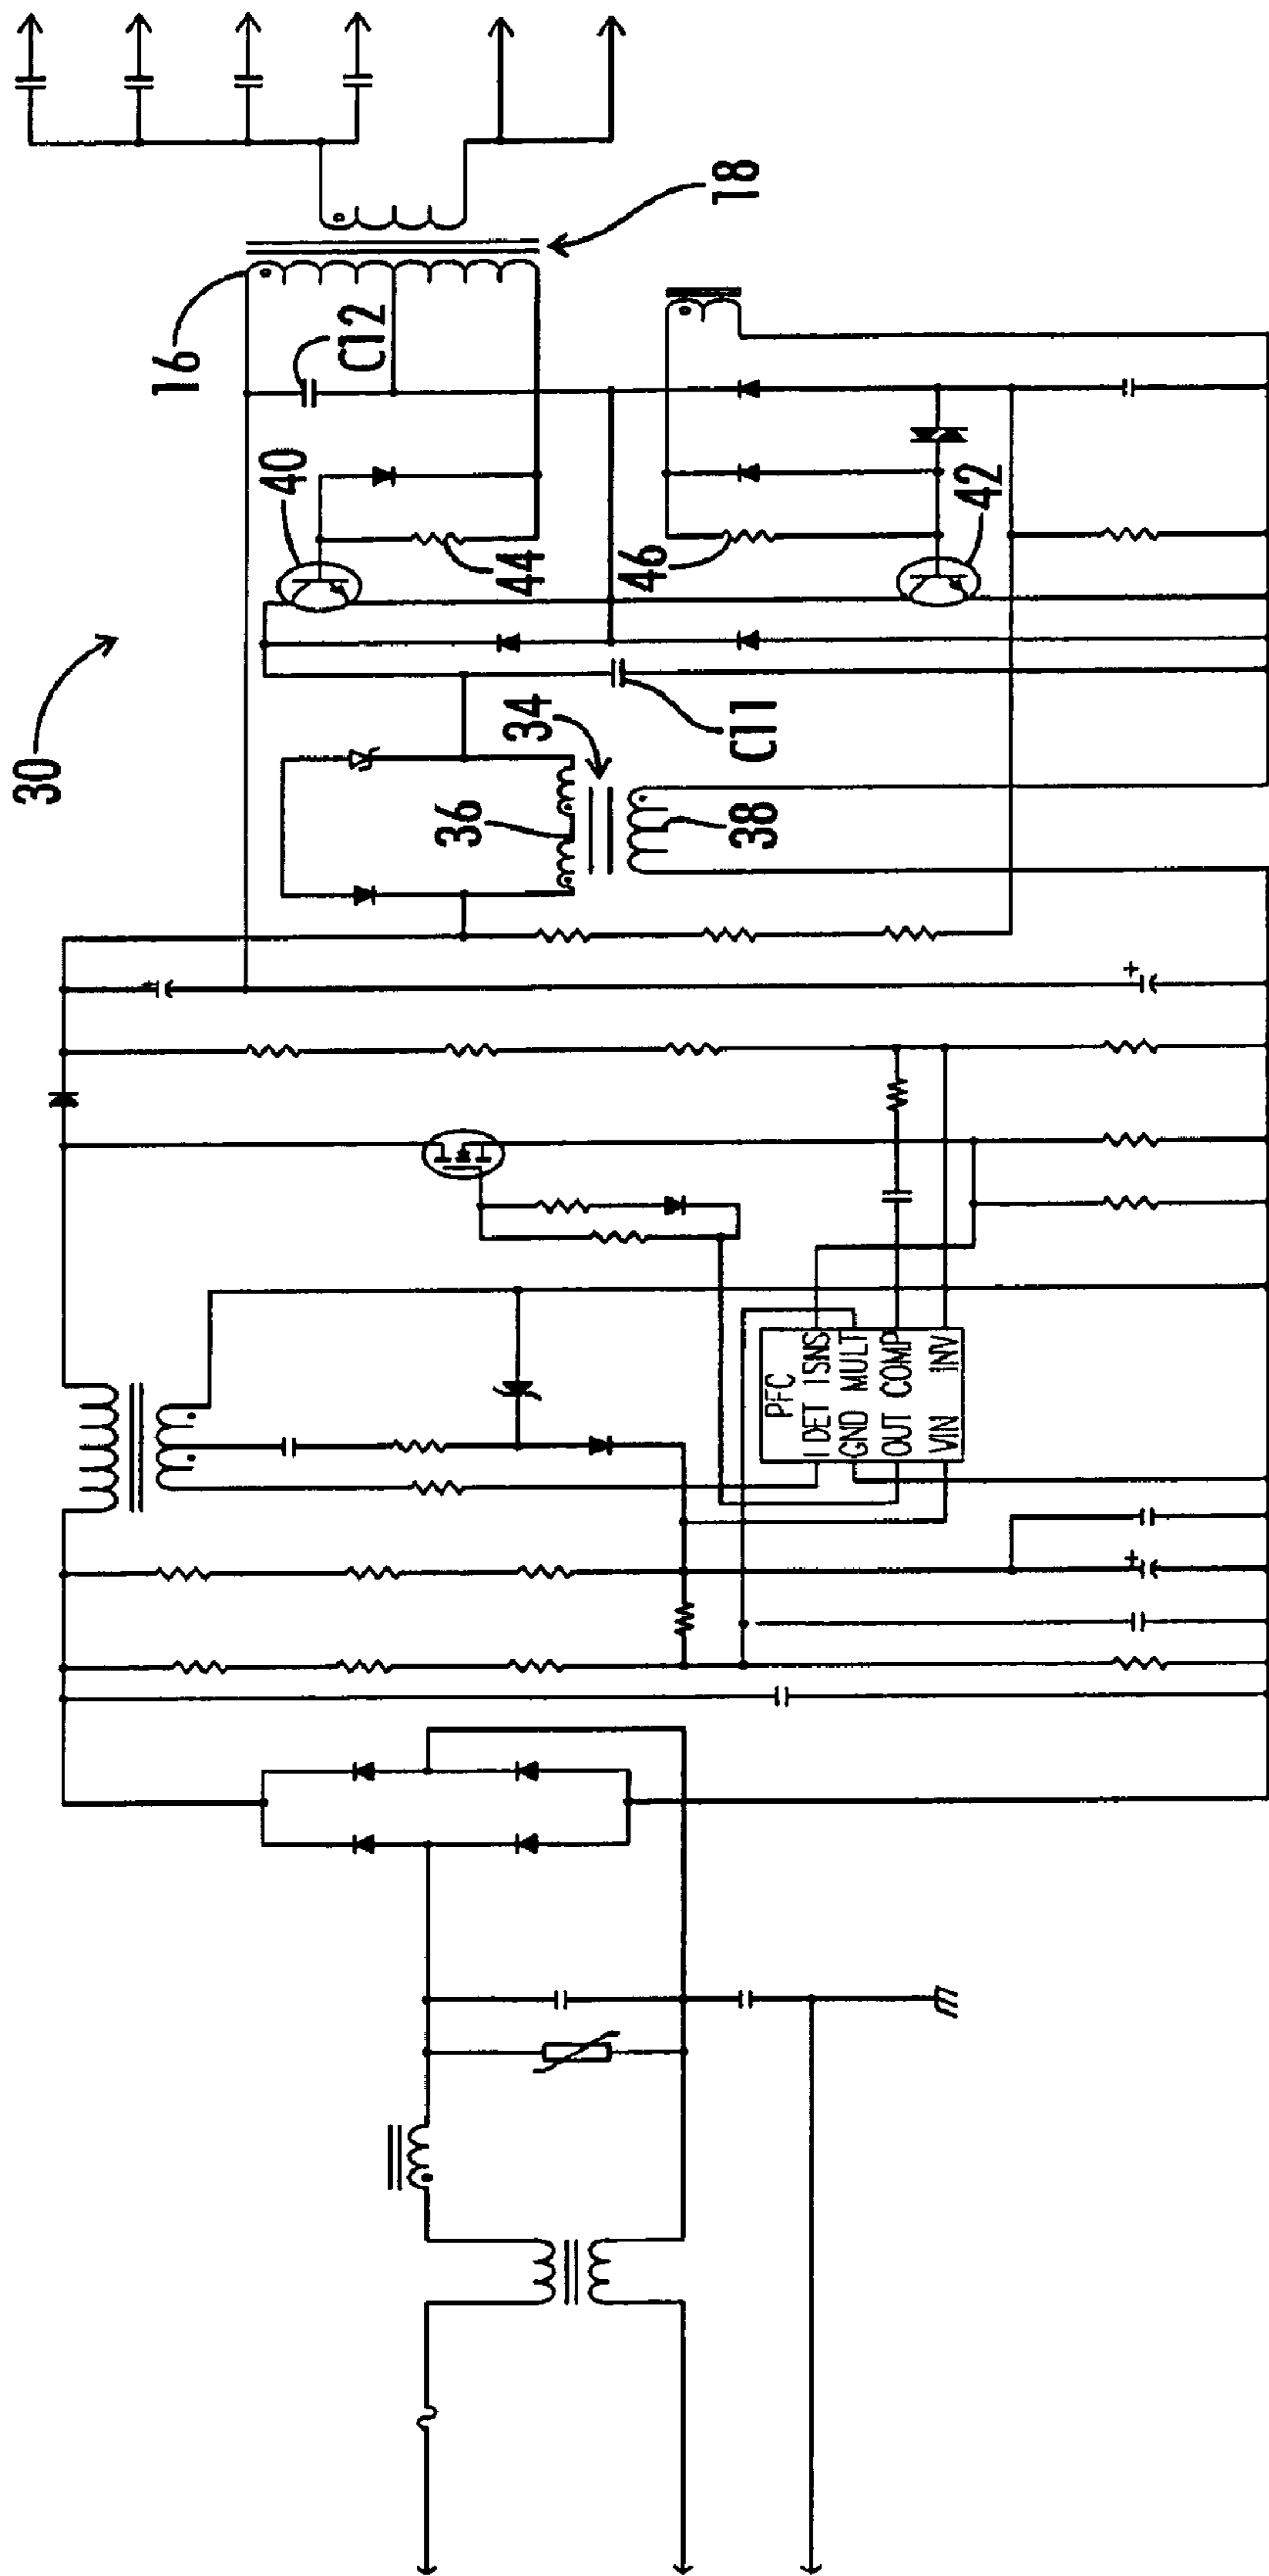 30
16
C12
18
40
44
46
42
34
36
38
C11
PFC
I DET 1SNS
GND MULT
OUT COMP
VIN INV
+
+